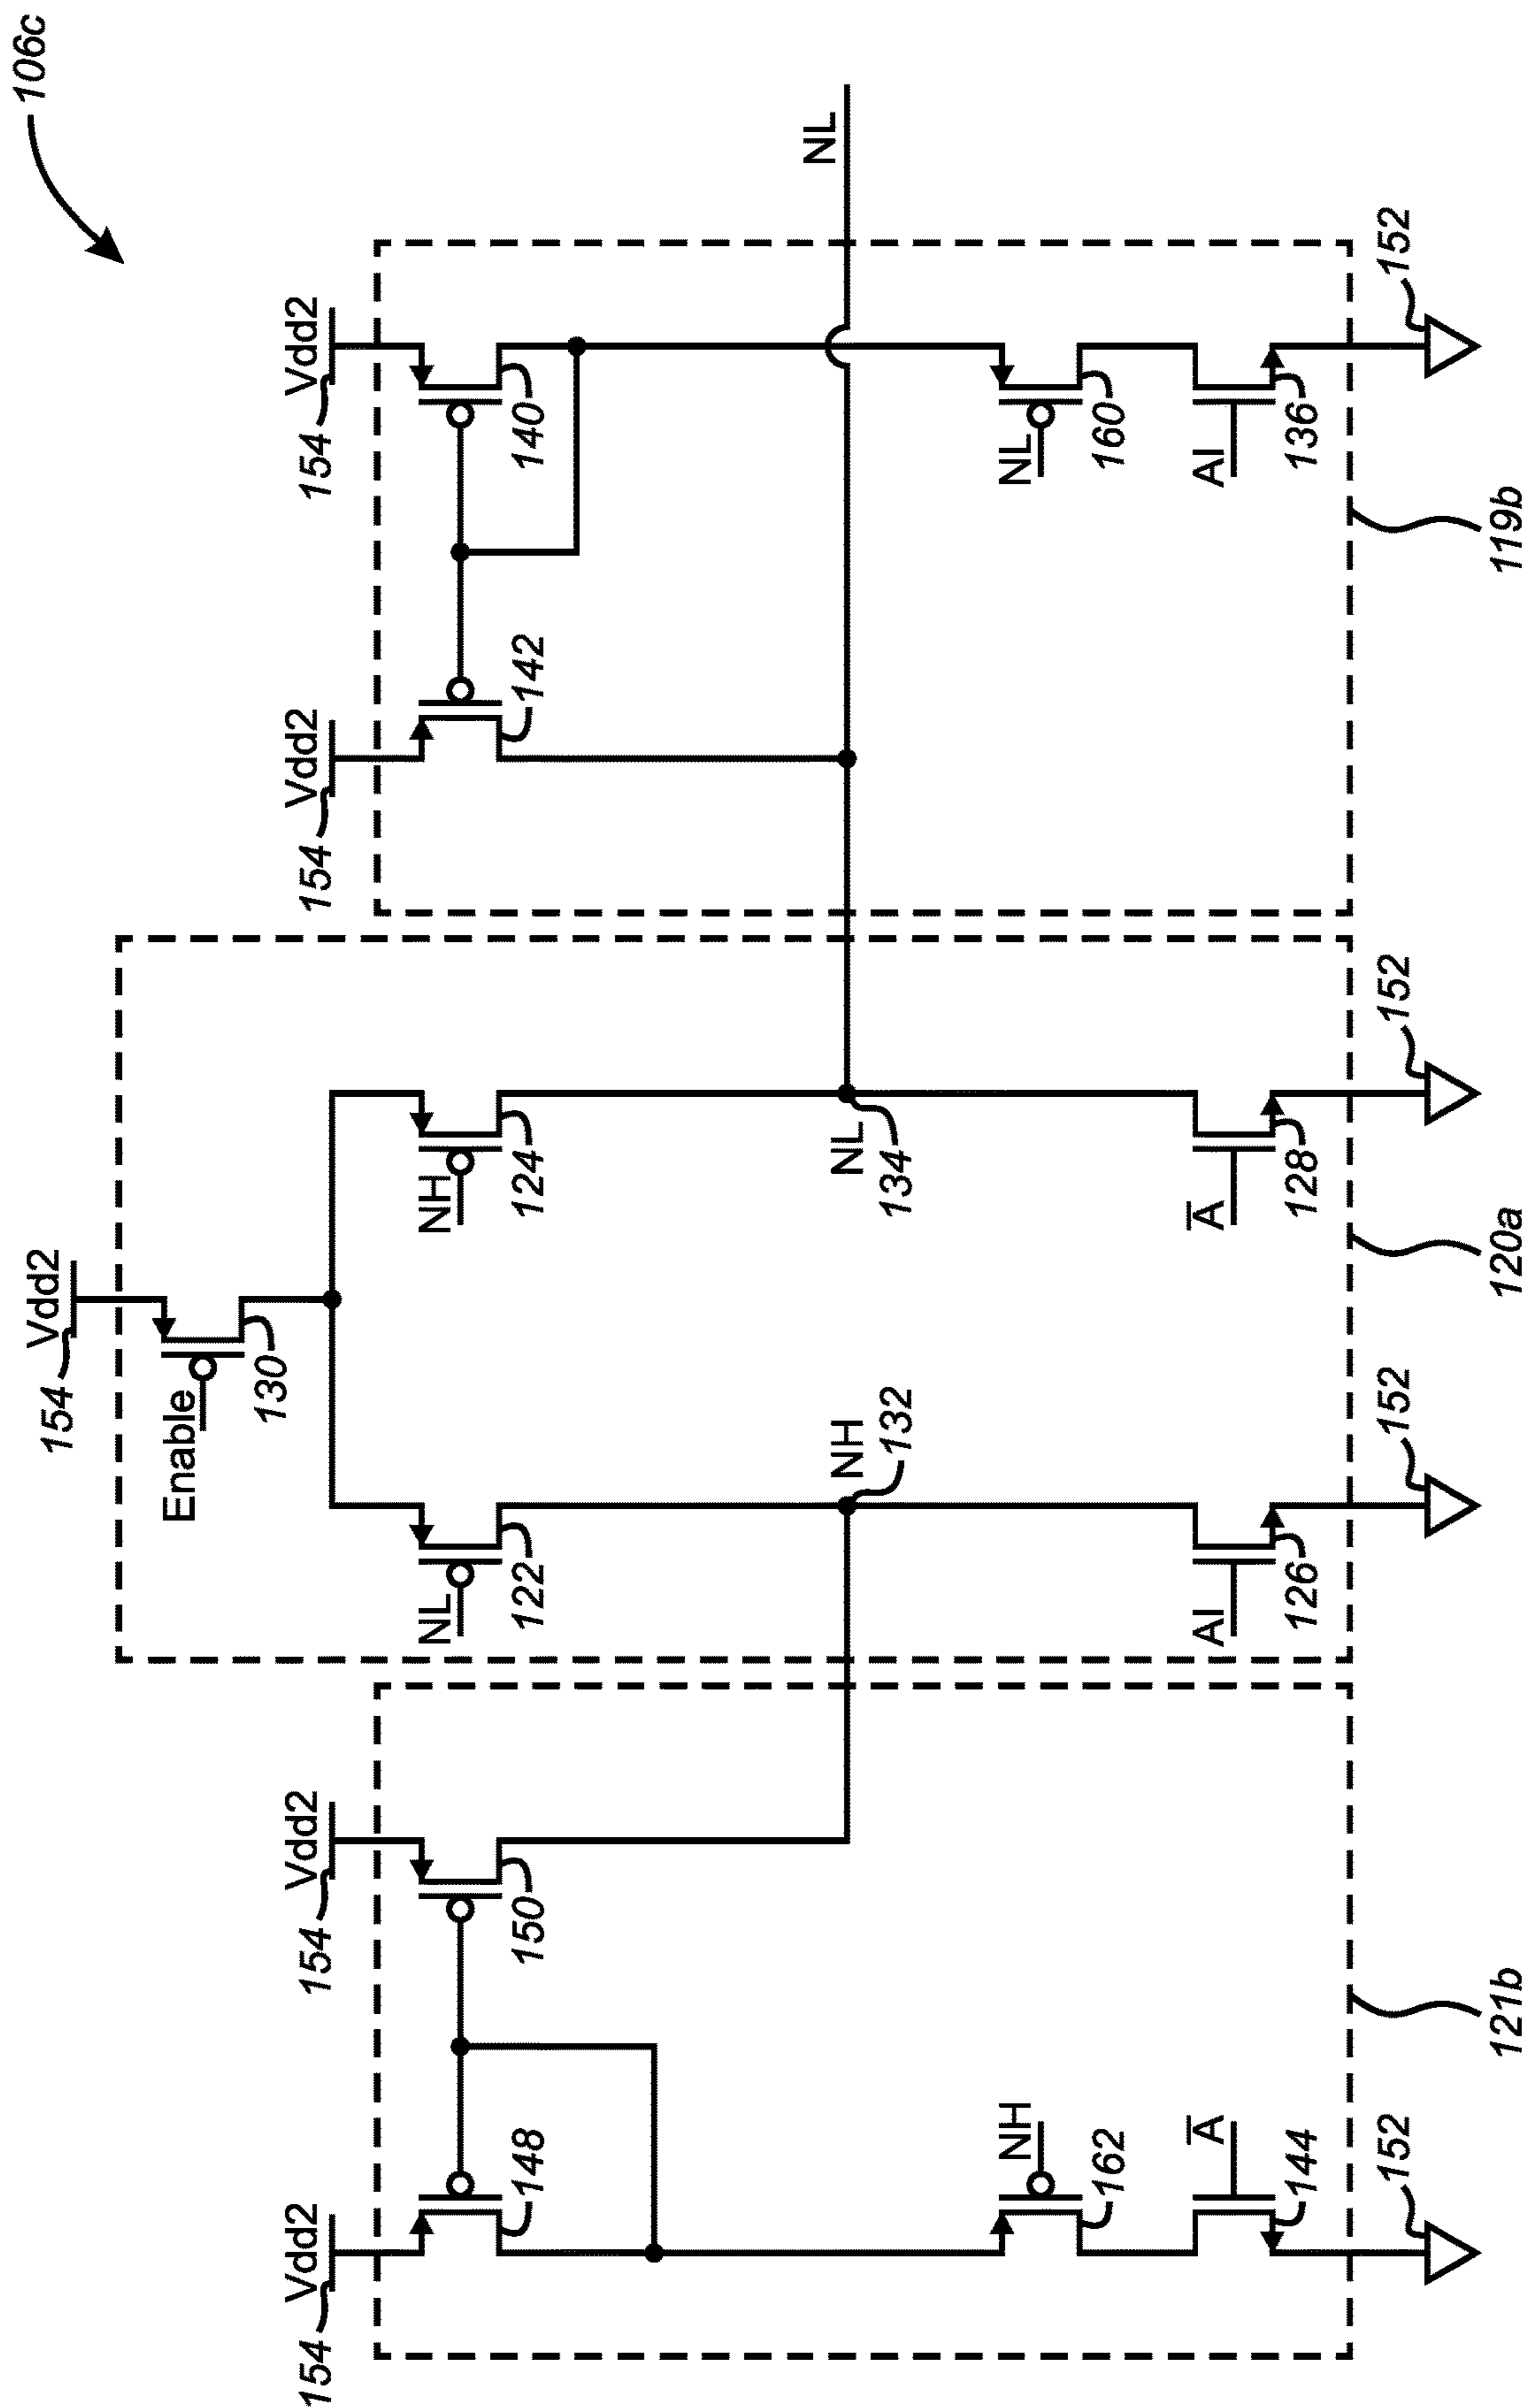 106c
Vdd2
154
Enable
130
Vdd2
154
Vdd2
154
Vdd2
154
Vdd2
154
148
150
NL
122
NH
124
142
140
NH
132
NL
134
NL
NH
162
NL
160
A
144
AI
126
A
128
AI
136
152
152
152
152
121b
120a
119b